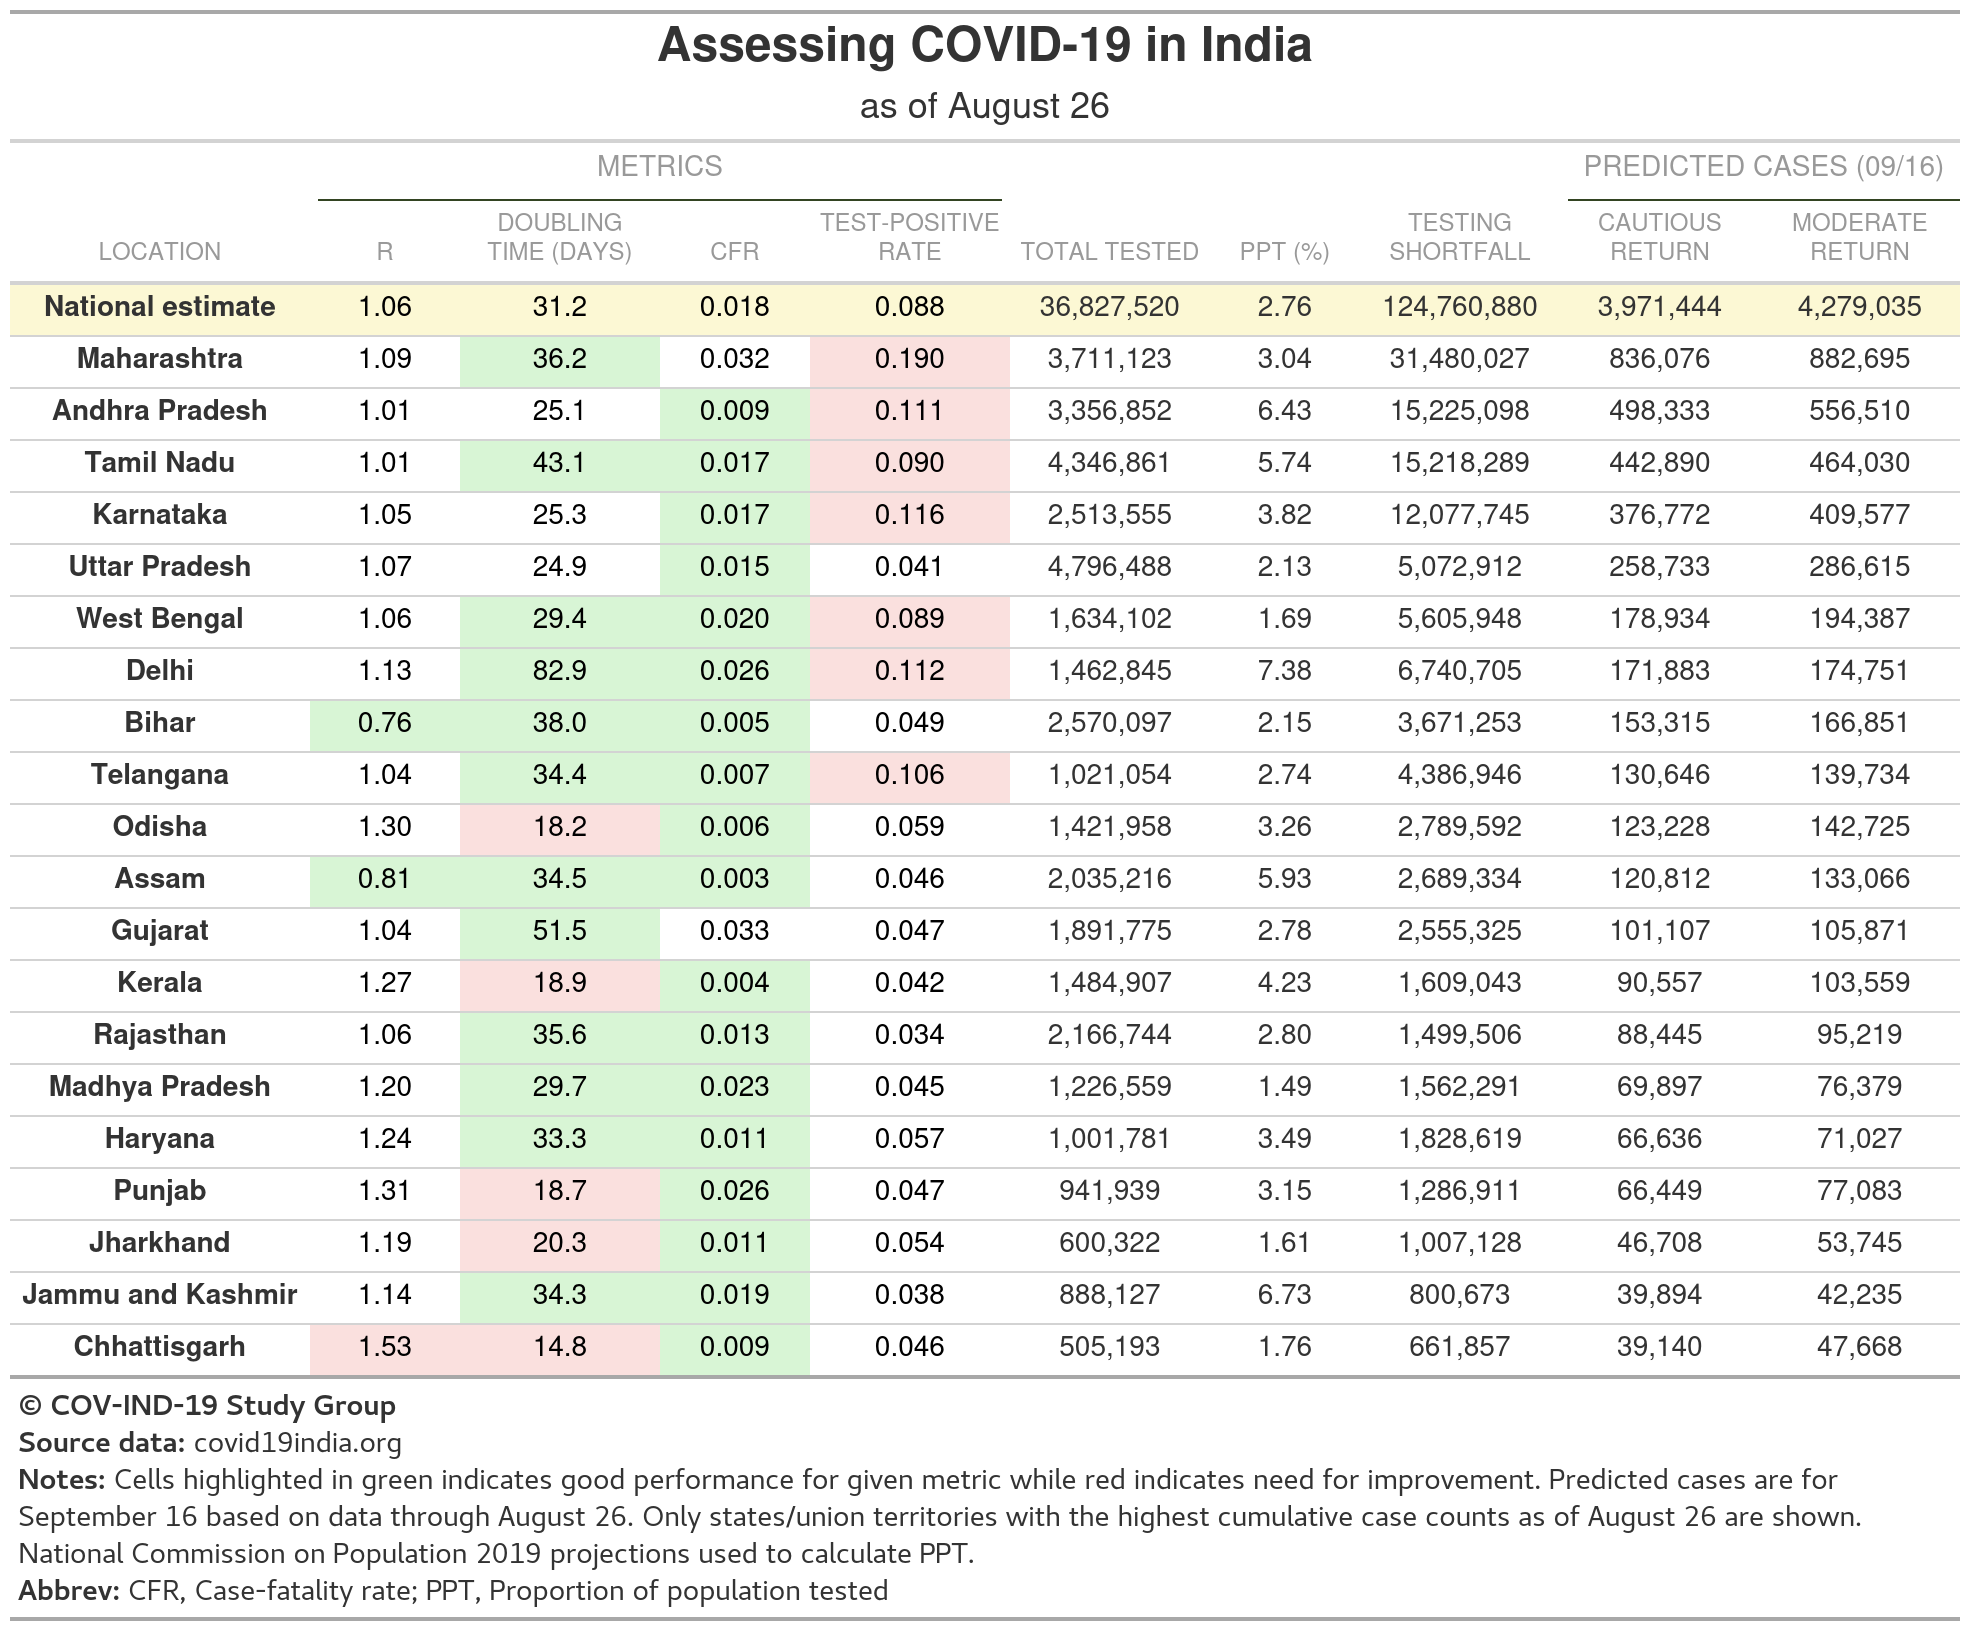 Assessing COVID-19 in India
as of August 26
METRICS PREDICTED CASES (09/16)
LOCATION R DOUBLING TIME (DAYS) CFR TEST-POSITIVE RATE TOTAL TESTED PPT (%) TESTING SHORTFALL CAUTIOUS RETURN MODERATE RETURN
National estimate 1.06 31.2 0.018 0.088 36,827,520 2.76 124,760,880 3,971,444 4,279,035
Maharashtra 1.09 36.2 0.032 0.190 3,711,123 3.04 31,480,027 836,076 882,695
Andhra Pradesh 1.01 25.1 0.009 0.111 3,356,852 6.43 15,225,098 498,333 556,510
Tamil Nadu 1.01 43.1 0.017 0.090 4,346,861 5.74 15,218,289 442,890 464,030
Karnataka 1.05 25.3 0.017 0.116 2,513,555 3.82 12,077,745 376,772 409,577
Uttar Pradesh 1.07 24.9 0.015 0.041 4,796,488 2.13 5,072,912 258,733 286,615
West Bengal 1.06 29.4 0.020 0.089 1,634,102 1.69 5,605,948 178,934 194,387
Delhi 1.13 82.9 0.026 0.112 1,462,845 7.38 6,740,705 171,883 174,751
Bihar 0.76 38.0 0.005 0.049 2,570,097 2.15 3,671,253 153,315 166,851
Telangana 1.04 34.4 0.007 0.106 1,021,054 2.74 4,386,946 130,646 139,734
Odisha 1.30 18.2 0.006 0.059 1,421,958 3.26 2,789,592 123,228 142,725
Assam 0.81 34.5 0.003 0.046 2,035,216 5.93 2,689,334 120,812 133,066
Gujarat 1.04 51.5 0.033 0.047 1,891,775 2.78 2,555,325 101,107 105,871
Kerala 1.27 18.9 0.004 0.042 1,484,907 4.23 1,609,043 90,557 103,559
Rajasthan 1.06 35.6 0.013 0.034 2,166,744 2.80 1,499,506 88,445 95,219
Madhya Pradesh 1.20 29.7 0.023 0.045 1,226,559 1.49 1,562,291 69,897 76,379
Haryana 1.24 33.3 0.011 0.057 1,001,781 3.49 1,828,619 66,636 71,027
Punjab 1.31 18.7 0.026 0.047 941,939 3.15 1,286,911 66,449 77,083
Jharkhand 1.19 20.3 0.011 0.054 600,322 1.61 1,007,128 46,708 53,745
Jammu and Kashmir 1.14 34.3 0.019 0.038 888,127 6.73 800,673 39,894 42,235
Chhattisgarh 1.53 14.8 0.009 0.046 505,193 1.76 661,857 39,140 47,668
© COV-IND-19 Study Group
Source data: covid19india.org
Notes: Cells highlighted in green indicates good performance for given metric while red indicates need for improvement. Predicted cases are for
September 16 based on data through August 26. Only states/union territories with the highest cumulative case counts as of August 26 are shown.
National Commission on Population 2019 projections used to calculate PPT.
Abbrev: CFR, Case-fatality rate; PPT, Proportion of population tested